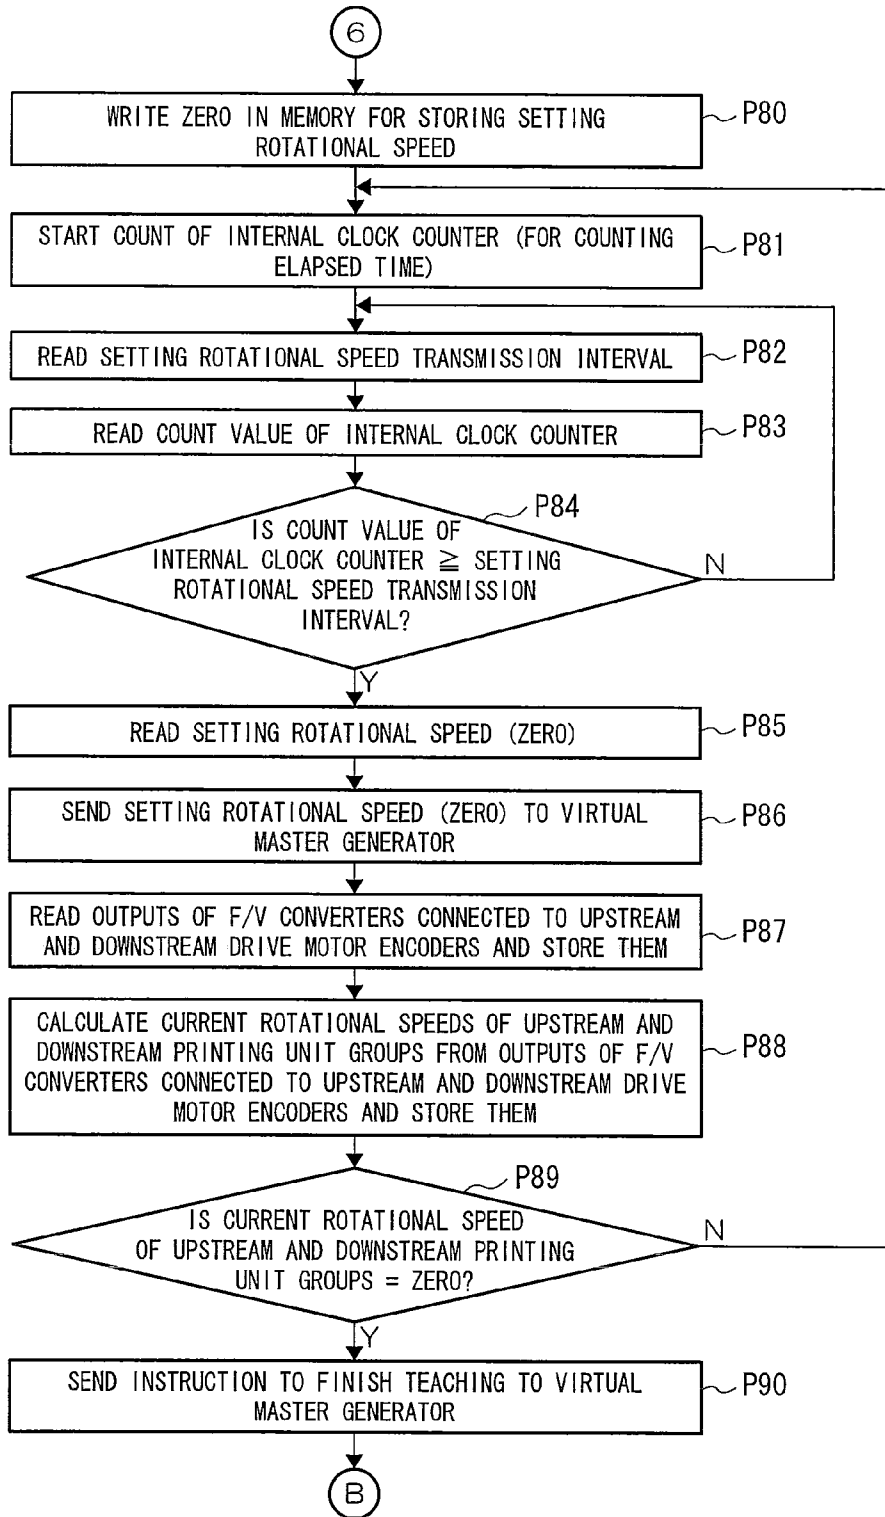 6
WRITE ZERO IN MEMORY FOR STORING SETTING
ROTATIONAL SPEED
P80
START COUNT OF INTERNAL CLOCK COUNTER (FOR COUNTING
ELAPSED TIME)
P81
READ SETTING ROTATIONAL SPEED TRANSMISSION INTERVAL
P82
READ COUNT VALUE OF INTERNAL CLOCK COUNTER
P83
P84
IS COUNT VALUE OF
INTERNAL CLOCK COUNTER ≧ SETTING
ROTATIONAL SPEED TRANSMISSION
INTERVAL?
N
Y
READ SETTING ROTATIONAL SPEED (ZERO)
P85
SEND SETTING ROTATIONAL SPEED (ZERO) TO VIRTUAL
MASTER GENERATOR
P86
READ OUTPUTS OF F/V CONVERTERS CONNECTED TO UPSTREAM
AND DOWNSTREAM DRIVE MOTOR ENCODERS AND STORE THEM
P87
CALCULATE CURRENT ROTATIONAL SPEEDS OF UPSTREAM AND
DOWNSTREAM PRINTING UNIT GROUPS FROM OUTPUTS OF F/V
CONVERTERS CONNECTED TO UPSTREAM AND DOWNSTREAM DRIVE
MOTOR ENCODERS AND STORE THEM
P88
P89
IS CURRENT ROTATIONAL SPEED
OF UPSTREAM AND DOWNSTREAM PRINTING
UNIT GROUPS = ZERO?
N
Y
SEND INSTRUCTION TO FINISH TEACHING TO VIRTUAL
MASTER GENERATOR
P90
B